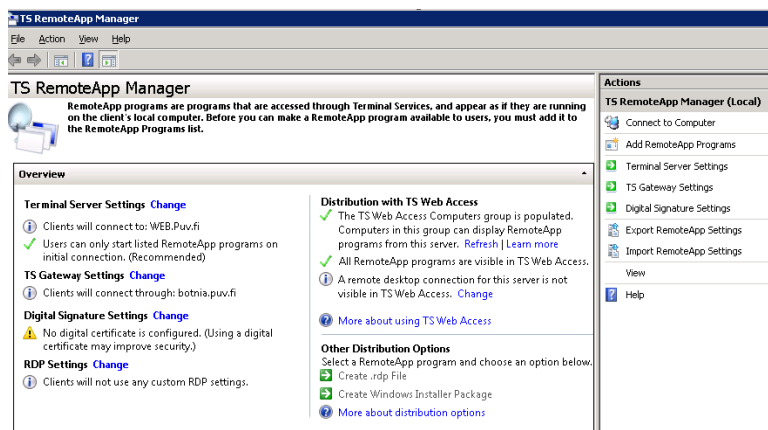 TS RemoteApp Manager
File Action View Help
TS RemoteApp Manager
RemoteApp programs are programs that are accessed through Terminal Services, and appear as if they are running
on the client's local computer. Before you can make a RemoteApp program available to users, you must add it to
the RemoteApp Programs list.
Overview
Terminal Server Settings Change
Clients will connect to: WEB.Puv.fi
Users can only start listed RemoteApp programs on
initial connection. (Recommended)
TS Gateway Settings Change
Clients will connect through: botnia.puv.fi
Digital Signature Settings Change
No digital certificate is configured. (Using a digital
certificate may improve security.)
RDP Settings Change
Clients will not use any custom RDP settings.
Distribution with TS Web Access
The TS Web Access Computers group is populated.
Computers in this group can display RemoteApp
programs from this server. Refresh | Learn more
All RemoteApp programs are visible in TS Web Access.
A remote desktop connection for this server is not
visible in TS Web Access. Change
More about using TS Web Access
Other Distribution Options
Select a RemoteApp program and choose an option below.
Create .rdp File
Create Windows Installer Package
More about distribution options
Actions
TS RemoteApp Manager (Local)
Connect to Computer
Add RemoteApp Programs
Terminal Server Settings
TS Gateway Settings
Digital Signature Settings
Export RemoteApp Settings
Import RemoteApp Settings
View
Help